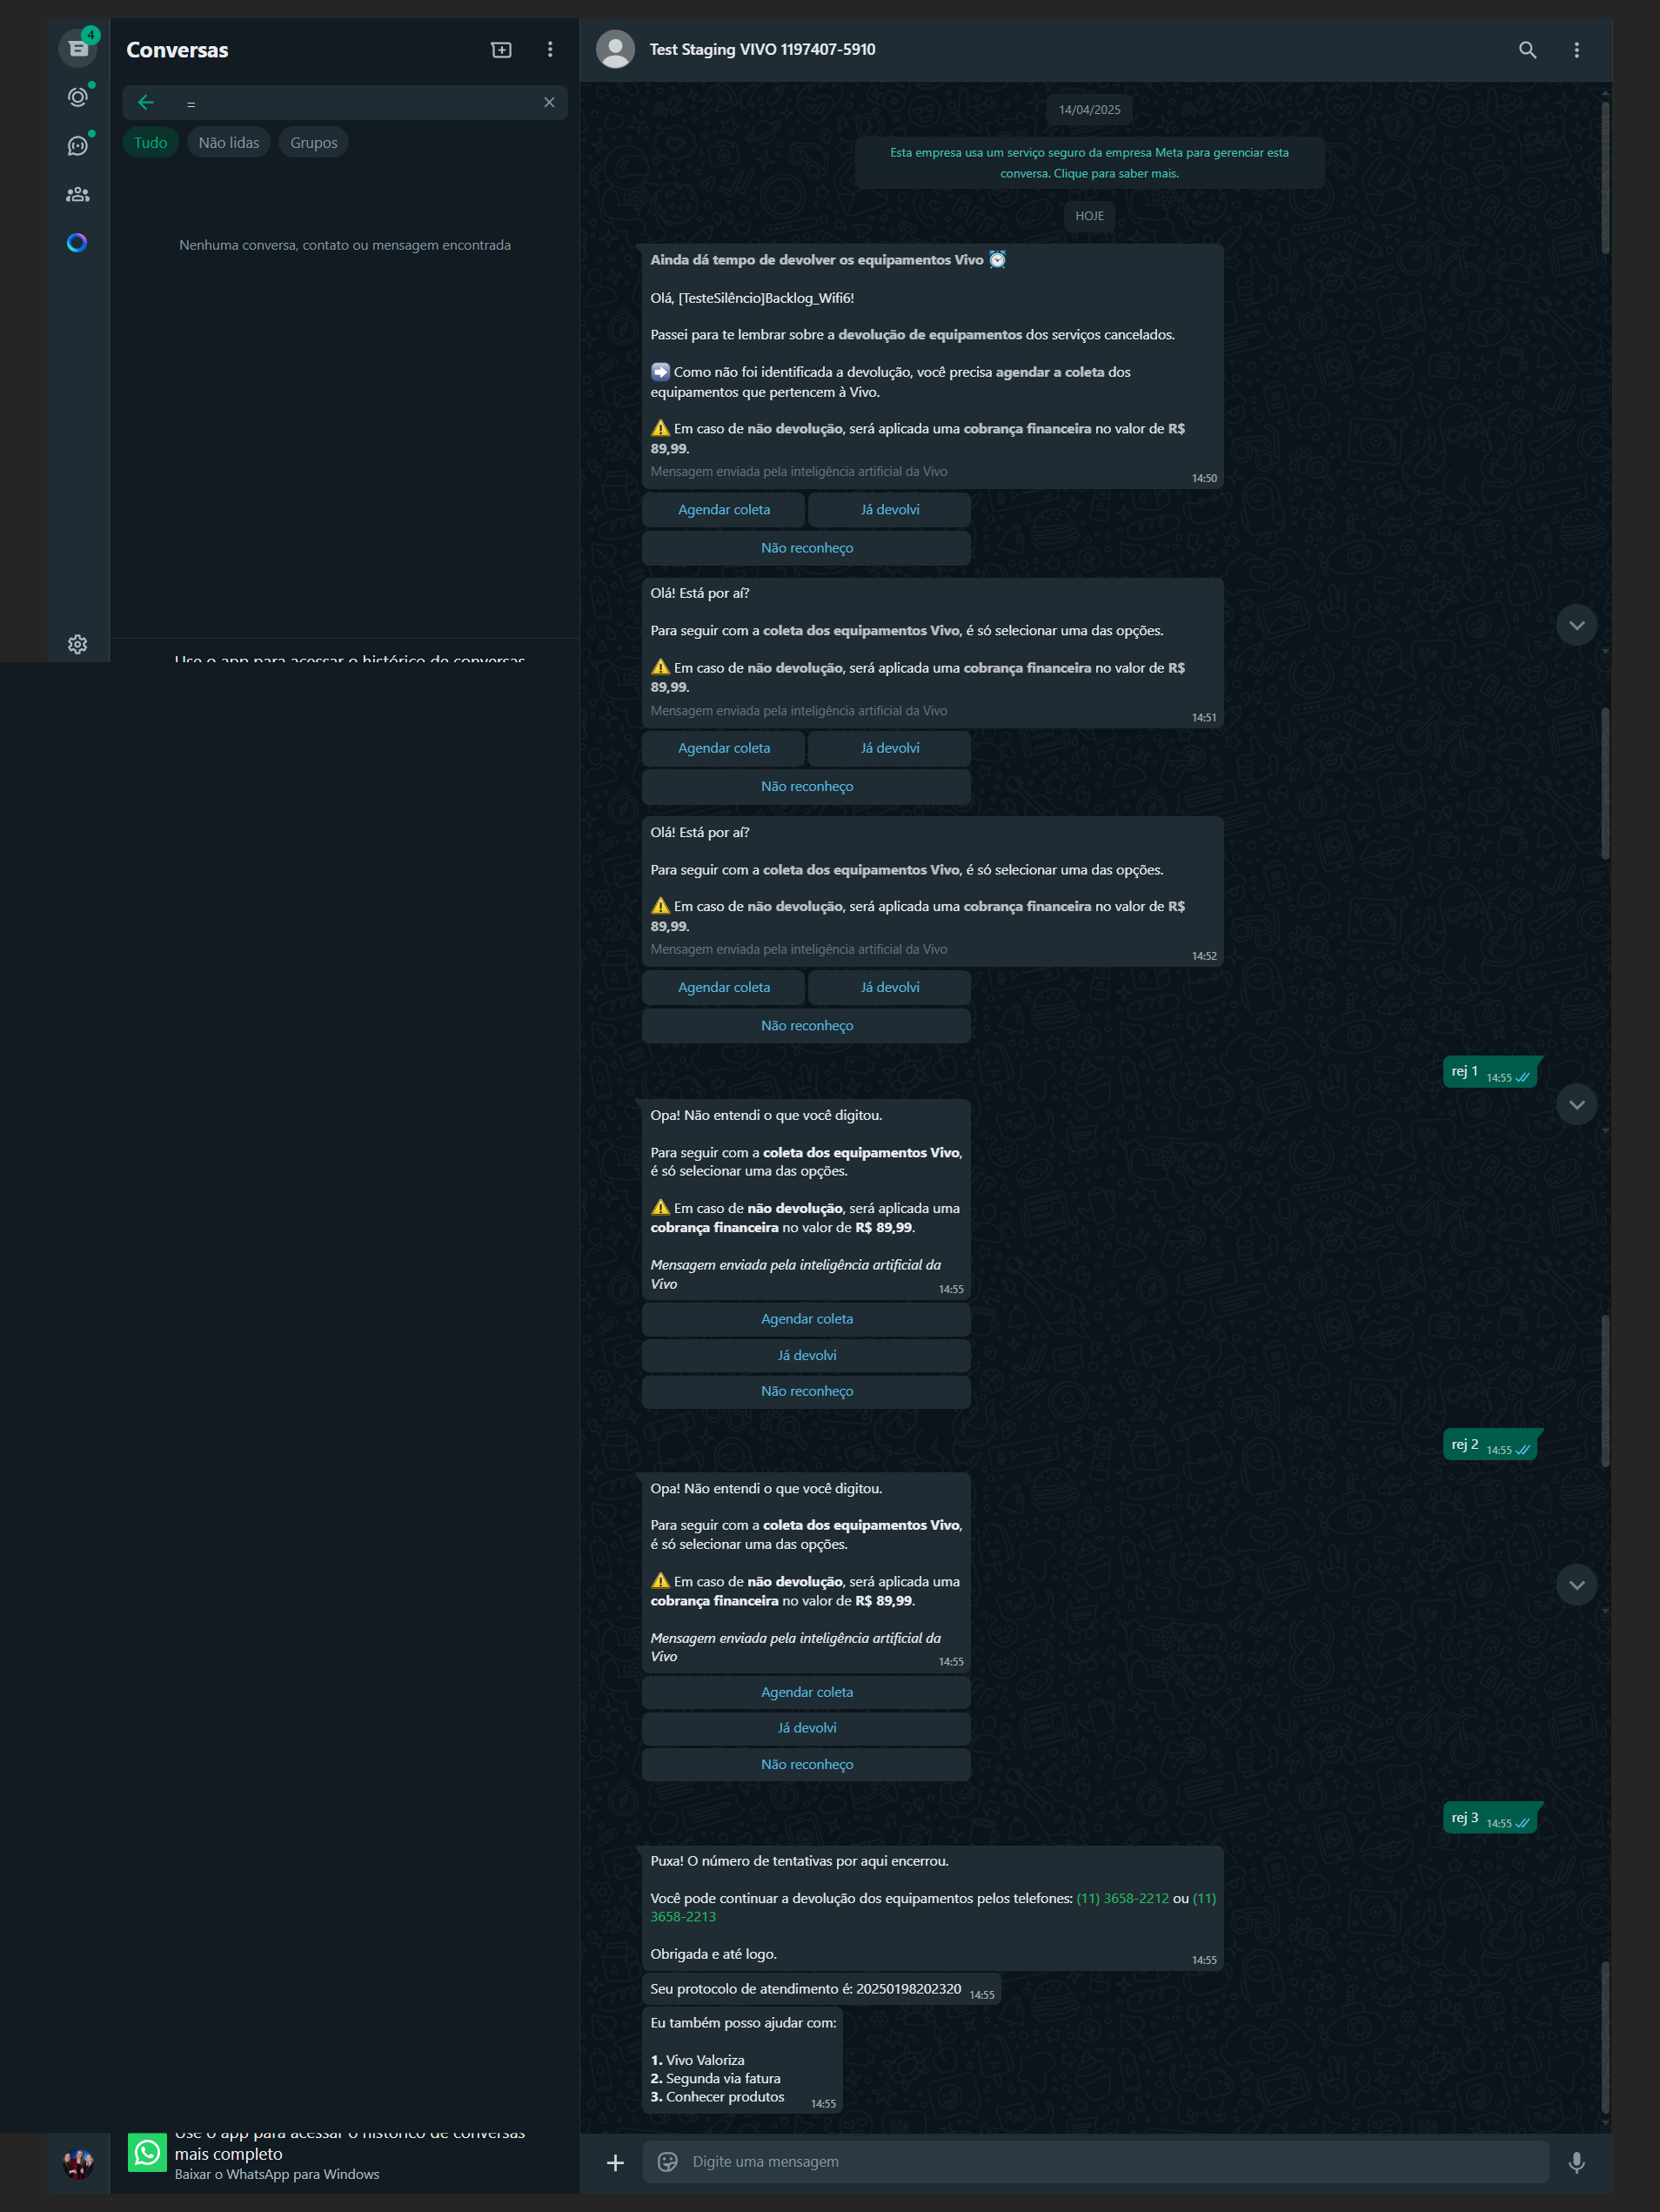 4
Conversas
=
Tudo
Não lidas
Grupos
Nenhuma conversa, contato ou mensagem encontrada
Use o app para acessar o histórico de conversas
Test Staging VIVO 1197407-5910
14/04/2025
Esta empresa usa um serviço seguro da empresa Meta para gerenciar esta
conversa. Clique para saber mais.
HOJE
Ainda dá tempo de devolver os equipamentos Vivo ⏰
Olá, [TesteSilêncio]Backlog_Wifi6!
Passei para te lembrar sobre a devolução de equipamentos dos serviços cancelados.
➡️ Como não foi identificada a devolução, você precisa agendar a coleta dos
equipamentos que pertencem à Vivo.
⚠️ Em caso de não devolução, será aplicada uma cobrança financeira no valor de R$
89,99.
Mensagem enviada pela inteligência artificial da Vivo
14:50
Agendar coleta
Já devolvi
Não reconheço
Olá! Está por aí?
Para seguir com a coleta dos equipamentos Vivo, é só selecionar uma das opções.
⚠️ Em caso de não devolução, será aplicada uma cobrança financeira no valor de R$
89,99.
Mensagem enviada pela inteligência artificial da Vivo
14:51
Agendar coleta
Já devolvi
Não reconheço
Olá! Está por aí?
Para seguir com a coleta dos equipamentos Vivo, é só selecionar uma das opções.
⚠️ Em caso de não devolução, será aplicada uma cobrança financeira no valor de R$
89,99.
Mensagem enviada pela inteligência artificial da Vivo
14:52
Agendar coleta
Já devolvi
Não reconheço
rej 1 14:55
Opa! Não entendi o que você digitou.
Para seguir com a coleta dos equipamentos Vivo,
é só selecionar uma das opções.
⚠️ Em caso de não devolução, será aplicada uma
cobrança financeira no valor de R$ 89,99.
Mensagem enviada pela inteligência artificial da
Vivo
14:55
Agendar coleta
Já devolvi
Não reconheço
rej 2 14:55
Opa! Não entendi o que você digitou.
Para seguir com a coleta dos equipamentos Vivo,
é só selecionar uma das opções.
⚠️ Em caso de não devolução, será aplicada uma
cobrança financeira no valor de R$ 89,99.
Mensagem enviada pela inteligência artificial da
Vivo
14:55
Agendar coleta
Já devolvi
Não reconheço
rej 3 14:55
Puxa! O número de tentativas por aqui encerrou.
Você pode continuar a devolução dos equipamentos pelos telefones: (11) 3658-2212 ou (11)
3658-2213
Obrigada e até logo.
14:55
Seu protocolo de atendimento é: 20250198202320 14:55
Eu também posso ajudar com:
1. Vivo Valoriza
2. Segunda via fatura
3. Conhecer produtos
14:55
Use o app para acessar o histórico de conversas
mais completo
Baixar o WhatsApp para Windows
Digite uma mensagem